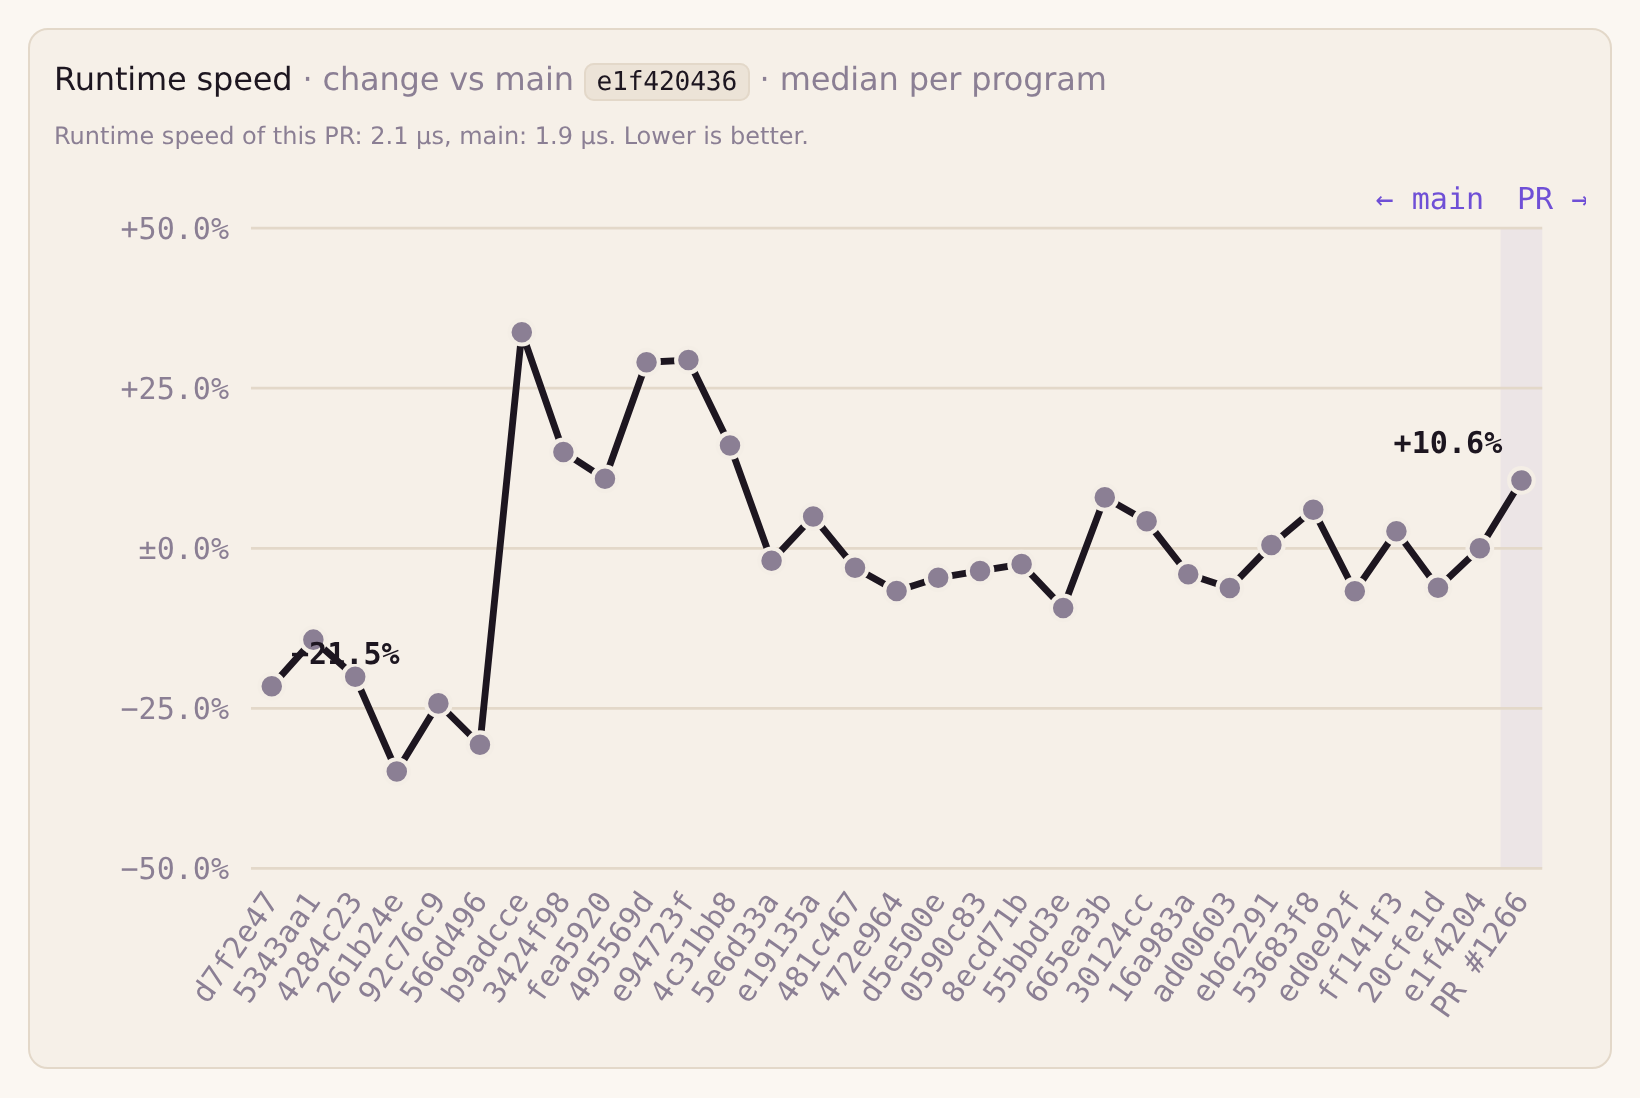 Runtime speed · change vs main e1f420436 · median per program
Runtime speed of this PR: 2.1 µs, main: 1.9 µs. Lower is better.
← main PR →
+50.0%
+25.0%
+10.6%
±0.0%
−21.5%
−25.0%
−50.0%
d7f2e47
5343aa1
4284c23
261b24e
92c76c9
566d496
b9adcce
3424f98
fea5920
495569d
e94723f
4c31bb8
5e6d33a
e19135a
481c467
472e964
d5e500e
0590c83
8ecd71b
55bbd3e
665ea3b
30124cc
16a983a
ad00603
eb62291
53683f8
ed0e92f
ff141f3
20cfe1d
e1f4204
PR #1266